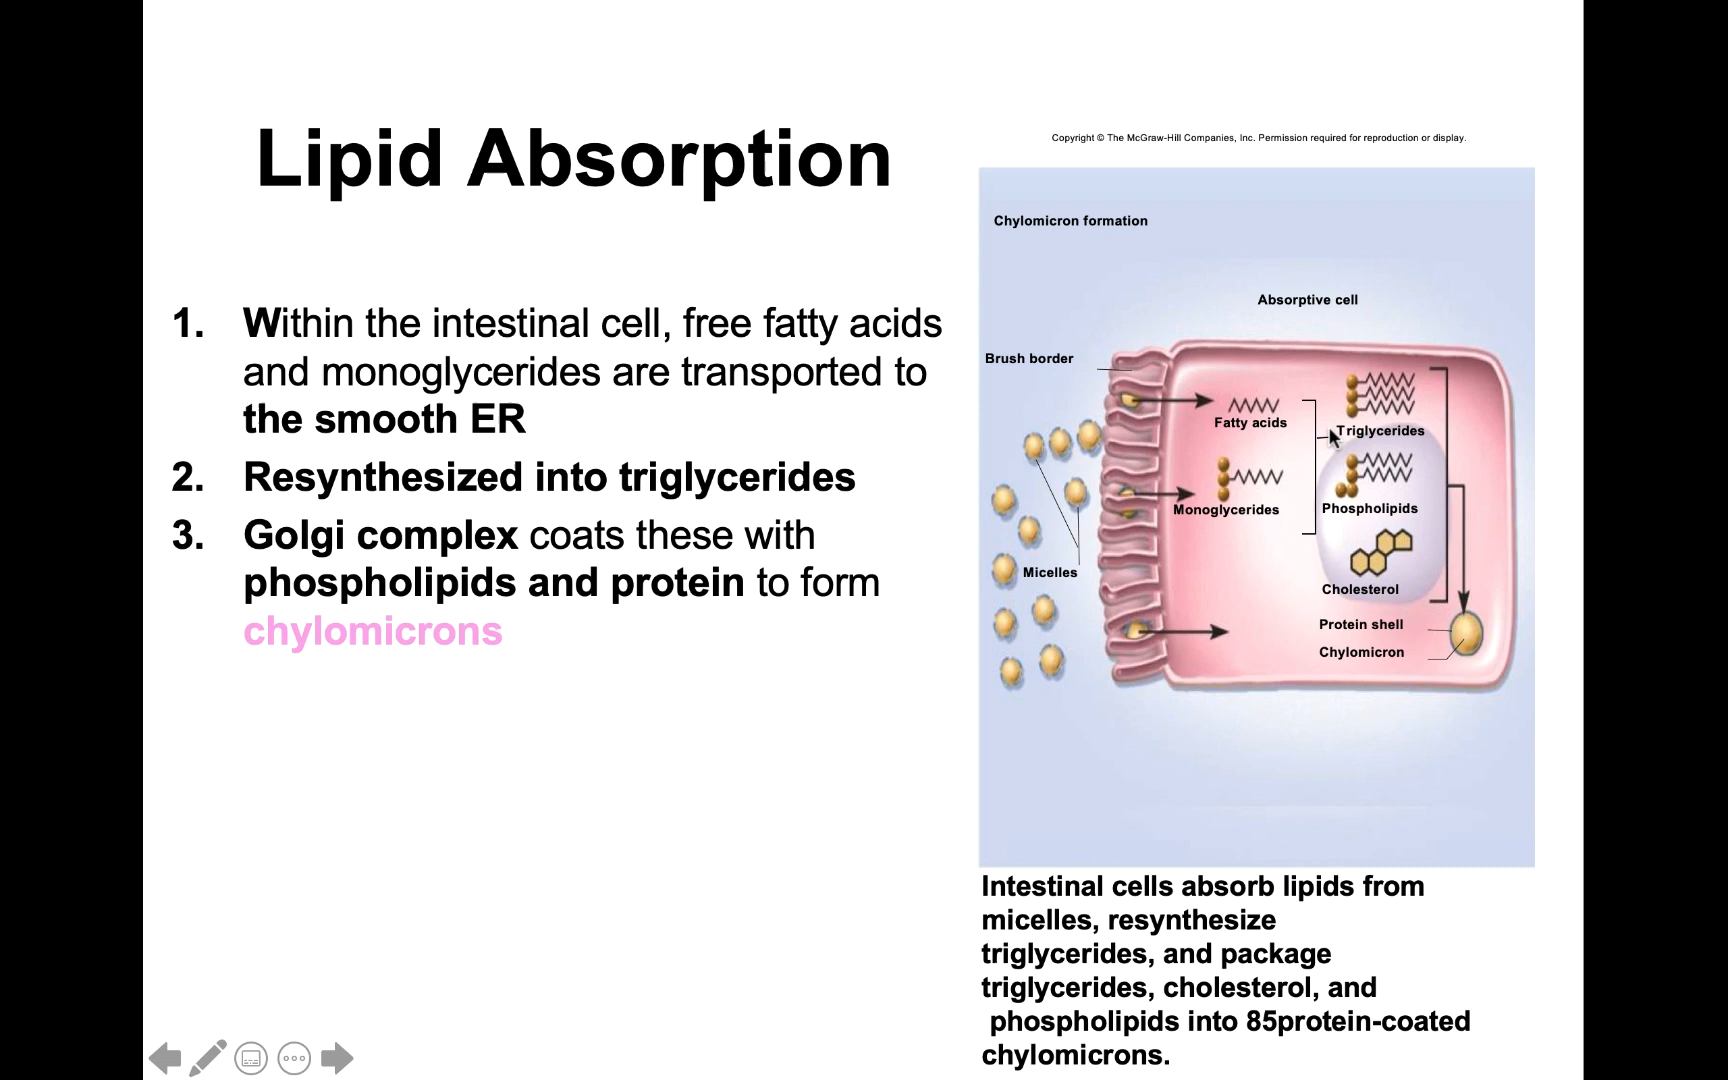 Lipid Absorption
1. Within the intestinal cell, free fatty acids
and monoglycerides are transported to
the smooth ER
2. Resynthesized into triglycerides
3. Golgi complex coats these with
phospholipids and protein to form
chylomicrons
Copyright © The McGraw-Hill Companies, Inc. Permission required for reproduction or display.
Chylomicron formation
Absorptive cell
Brush border
Fatty acids
Triglycerides
Monoglycerides
Phospholipids
Micelles
Cholesterol
Protein shell
Chylomicron
Intestinal cells absorb lipids from
micelles, resynthesize
triglycerides, and package
triglycerides, cholesterol, and
phospholipids into 85protein-coated
chylomicrons.